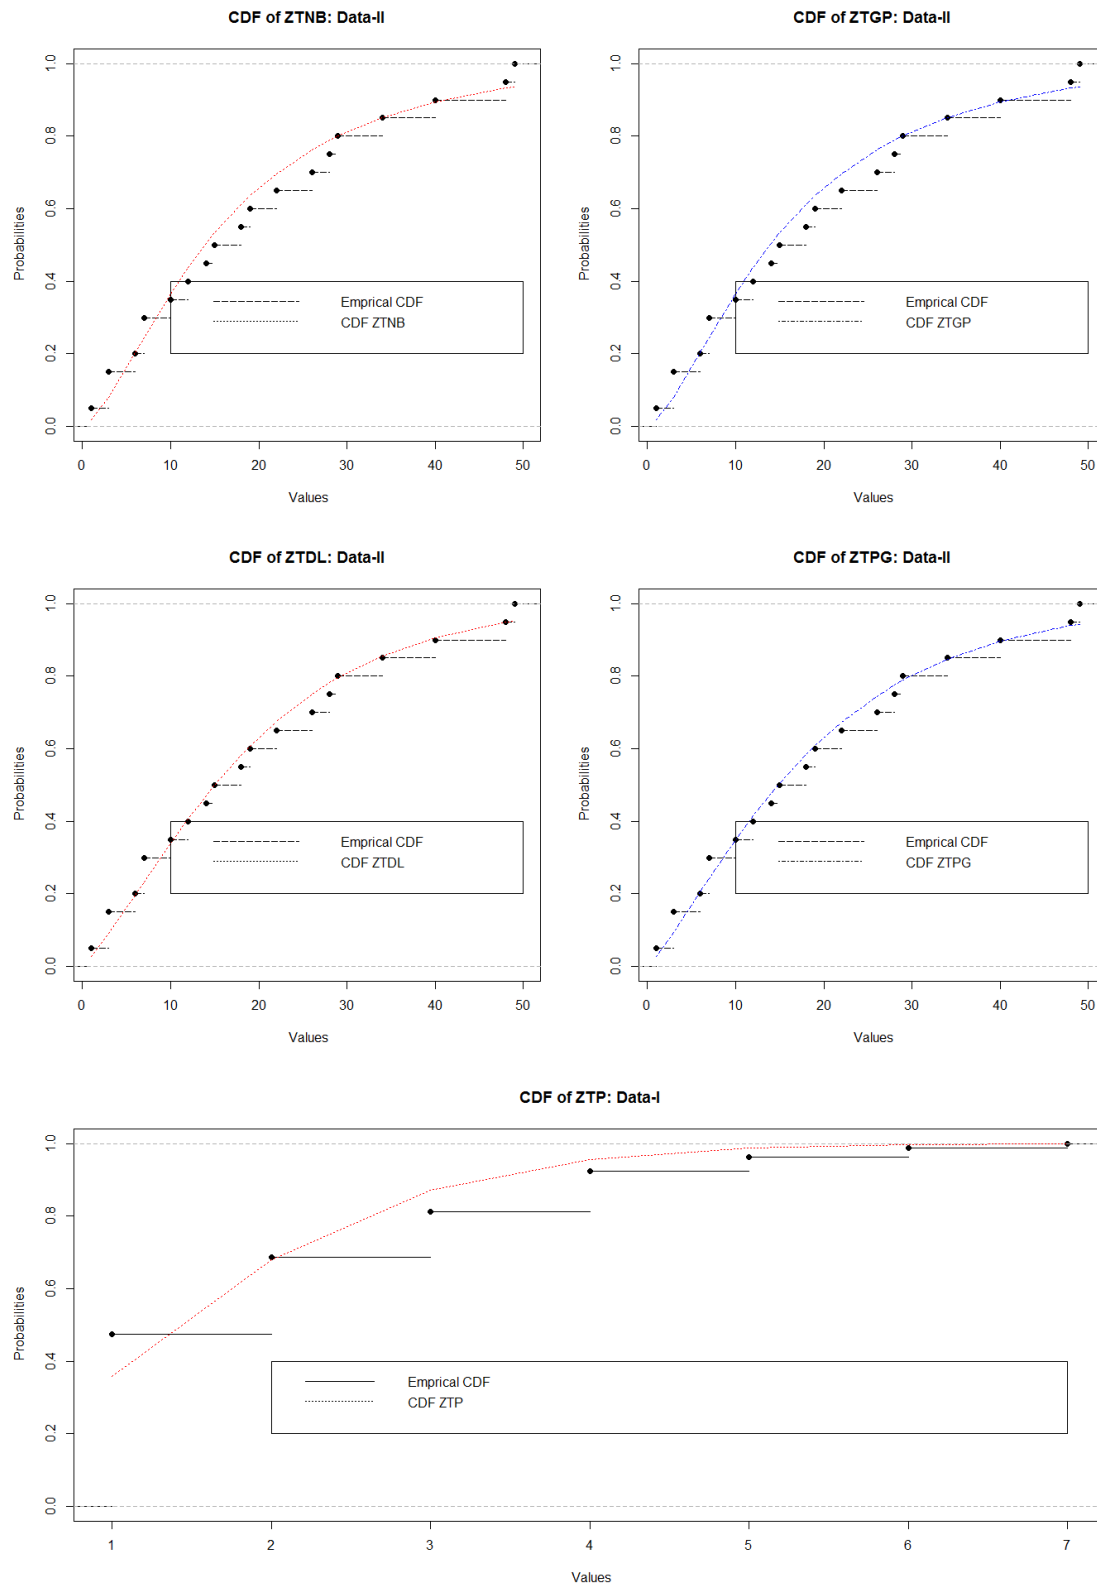 CDF of ZTNB: Data-II
Probabilities
1.0
0.8
0.6
0.4
0.2
0.0
Emprical CDF
CDF ZTNB
0 10 20 30 40 50
Values
CDF of ZTGP: Data-II
Probabilities
1.0
0.8
0.6
0.4
0.2
0.0
Emprical CDF
CDF ZTGP
0 10 20 30 40 50
Values
CDF of ZTDL: Data-II
Probabilities
1.0
0.8
0.6
0.4
0.2
0.0
Emprical CDF
CDF ZTDL
0 10 20 30 40 50
Values
CDF of ZTPG: Data-II
Probabilities
1.0
0.8
0.6
0.4
0.2
0.0
Emprical CDF
CDF ZTPG
0 10 20 30 40 50
Values
CDF of ZTP: Data-I
Probabilities
1.0
0.8
0.6
0.4
0.2
0.0
Emprical CDF
CDF ZTP
1 2 3 4 5 6 7
Values